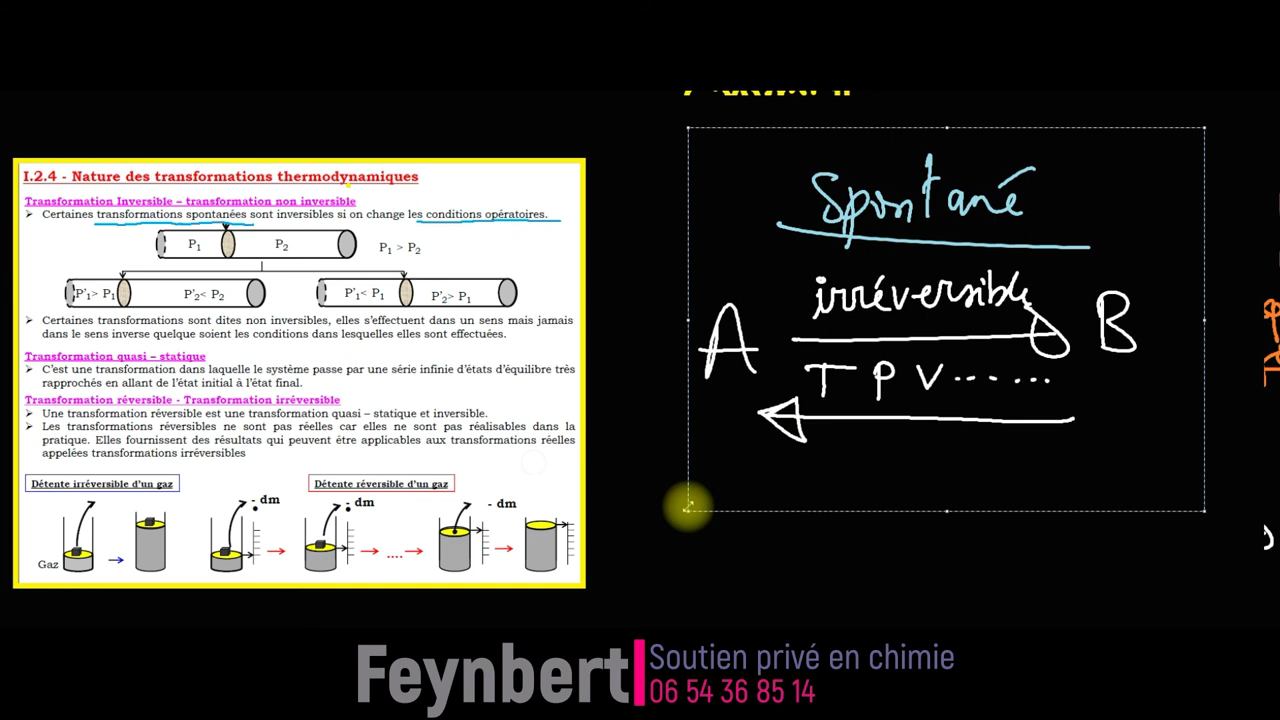 I.2.4 - Nature des transformations thermodynamiques
Transformation Inversible – transformation non inversible
➢ Certaines transformations spontanées sont inversibles si on change les conditions opératoires.
P1 P2 P1 > P2
P'1> P1 P'2< P2 P'1< P1 P'2> P1
➢ Certaines transformations sont dites non inversibles, elles s'effectuent dans un sens mais jamais
dans le sens inverse quelque soient les conditions dans lesquelles elles sont effectuées.
Transformation quasi – statique
➢ C'est une transformation dans laquelle le système passe par une série infinie d'états d'équilibre très
rapprochés en allant de l'état initial à l'état final.
Transformation réversible - Transformation irréversible
➢ Une transformation réversible est une transformation quasi – statique et inversible.
➢ Les transformations réversibles ne sont pas réelles car elles ne sont pas réalisables dans la
pratique. Elles fournissent des résultats qui peuvent être applicables aux transformations réelles
appelées transformations irréversibles
Détente irréversible d'un gaz Détente réversible d'un gaz
- dm - dm - dm
Gaz ....
Spontané
irréversible
A B
T P V......
Feynbert
Soutien privé en chimie
06 54 36 85 14